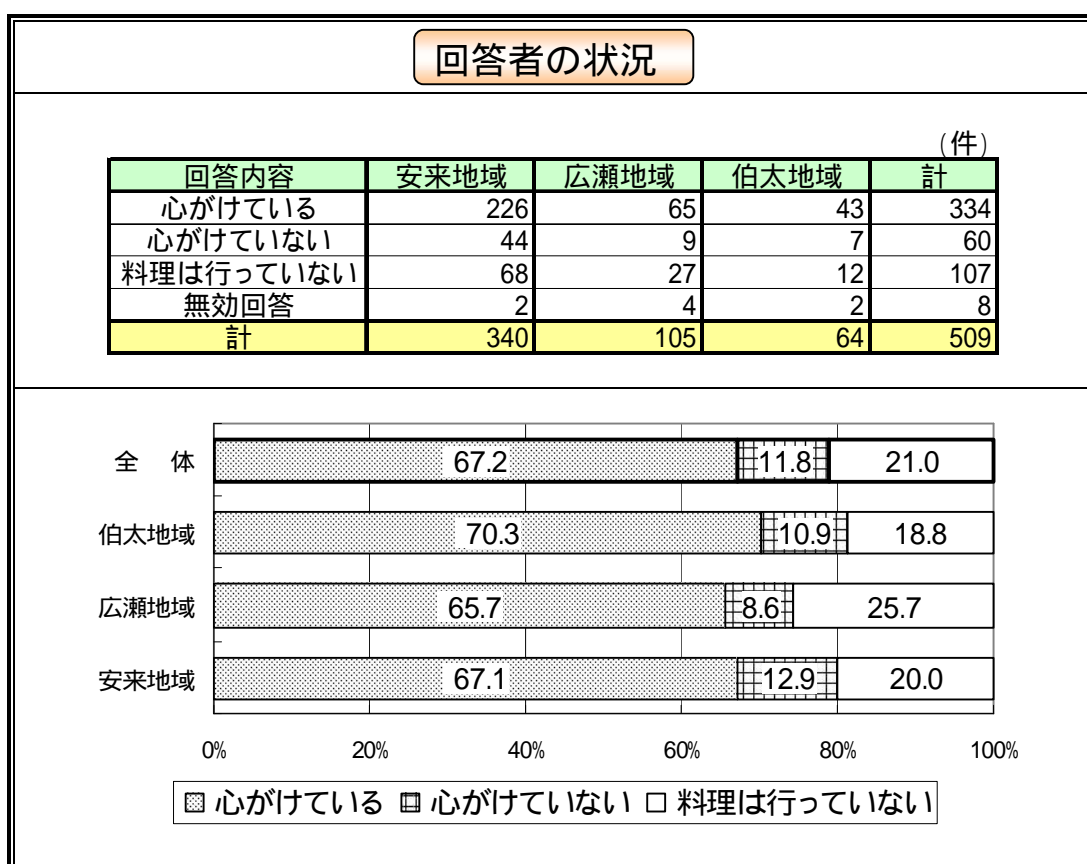 回答者の状況
(件)
回答内容 安来地域 広瀬地域 伯太地域 計
心がけている 226 65 43 334
心がけていない 44 9 7 60
料理は行っていない 68 27 12 107
無効回答 2 4 2 8
計 340 105 64 509
全 体 67.2 11.8 21.0
伯太地域 70.3 10.9 18.8
広瀬地域 65.7 8.6 25.7
安来地域 67.1 12.9 20.0
0% 20% 40% 60% 80% 100%
心がけている 心がけていない 料理は行っていない